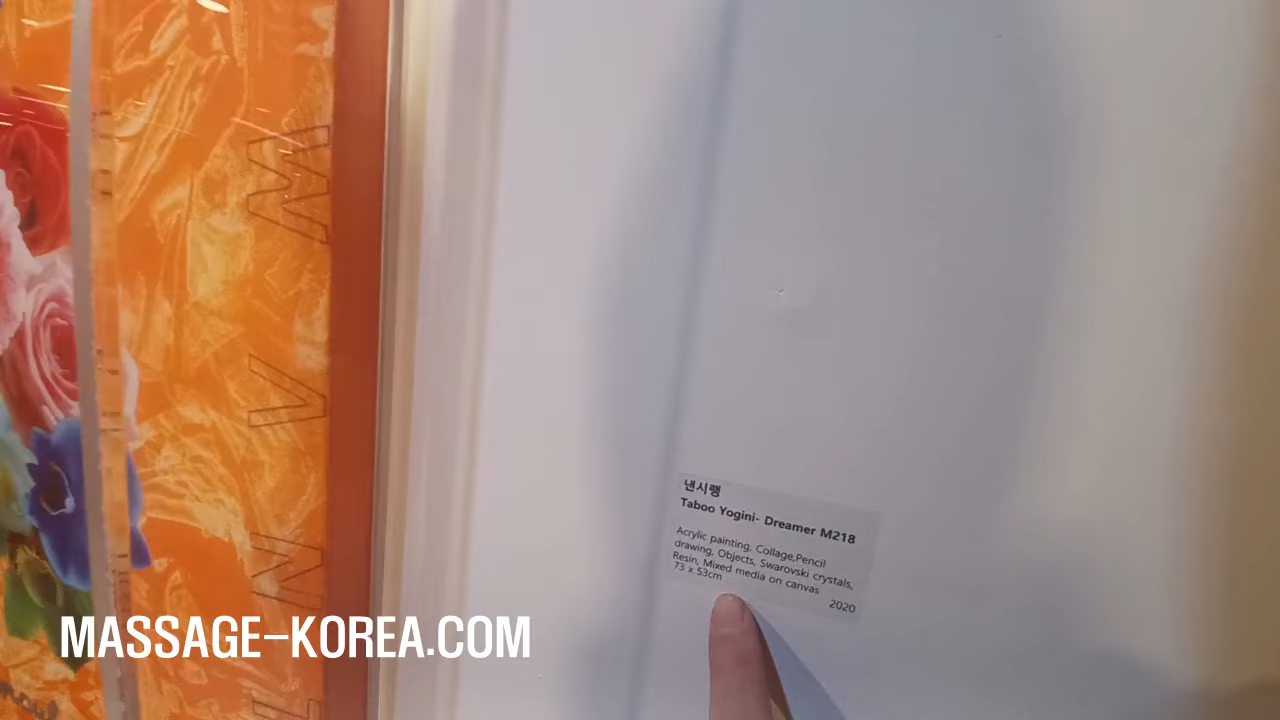 낸시랭
Taboo Yogini- Dreamer M218
Acrylic painting, Collage,Pencil
drawing, Objects, Swarovski crystals,
Resin, Mixed media on canvas
73 x 53cm
2020
MASSAGE-KOREA.COM